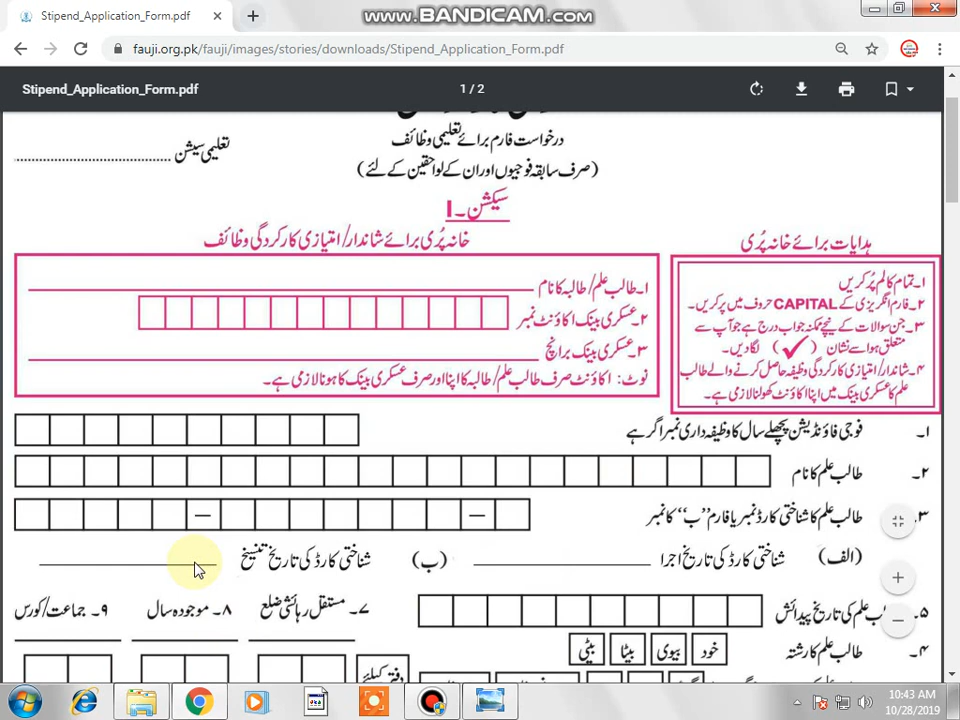 Stipend_Application_Form.pdf
www.BANDICAM.com
fauji.org.pk/fauji/images/stories/downloads/Stipend_Application_Form.pdf
Stipend_Application_Form.pdf
1 / 2
درخواست فارم برائے تعلیمی وظائف
تعلیمی سیشن
(صرف سابقہ فوجیوں اور ان کے لواحقین کے لئے)
سیکشن۔ I
خانہ پُری برائے شاندار/امتیازی کارکردگی وظائف
ہدایات برائے خانہ پُری
۱۔ طالب علم/طالبہ کا نام
۲۔ عسکری بینک اکاؤنٹ نمبر
۳۔ عسکری بینک برانچ
نوٹ: اکاؤنٹ صرف طالب علم/طالبہ کا اپنا اور صرف عسکری بینک کا ہونا لازمی ہے۔
۱۔ تمام کالم پُر کریں
۲۔ فارم انگریزی کے CAPITAL حروف میں پر کریں۔
۳۔ جن سوالات کے نیچے ممکنہ جواب درج ہے جو آپ سے
متعلق ہو اسے نشان (✓) لگا دیں۔
۴۔ شاندار/امتیازی کارکردگی وظیفہ حاصل کرنے والے طالب
علم کا عسکری بینک میں اپنا اکاؤنٹ کھولنا لازمی ہے۔
۱۔ فوجی فاؤنڈیشن پچھلے سال کا وظیفہ داری نمبر اگر ہے
۲۔ طالب علم کا نام
۳۔ طالب علم کا شناختی کارڈ نمبر یا فارم "ب" کا نمبر
(الف) شناختی کارڈ کی تاریخ اجرا
(ب) شناختی کارڈ کی تاریخ تنسیخ
۵۔ طالب علم کی تاریخ پیدائش
۷۔ مستقل رہائشی ضلع
۸۔ موجودہ سال
۹۔ جماعت/کورس
۴۔ طالب علم کا رشتہ
خود
بیوی
بیٹا
بیٹی
دفتر کیلئے
10:43 AM
10/28/2019